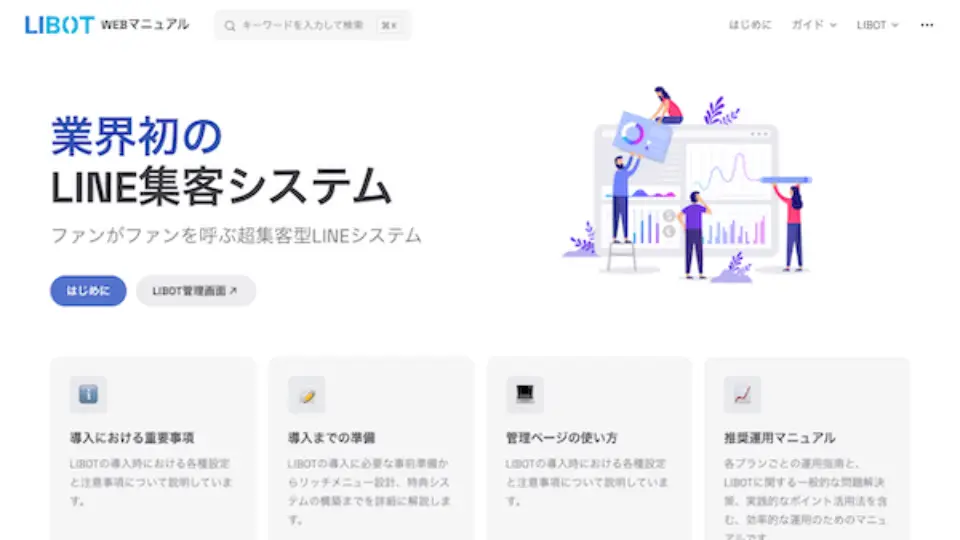 LIBOT WEBマニュアル
キーワードを入力して検索 ⌘K
はじめに ガイド LIBOT
業界初の
LINE集客システム
ファンがファンを呼ぶ超集客型LINEシステム
はじめに LIBOT管理画面↗
導入における重要事項
LIBOTの導入時における各種設定
と注意事項について説明していま
す。
導入までの準備
LIBOTの導入に必要な事前準備か
らリッチメニュー設計、特典シス
テムの構築までを詳細に解説しま
す。
管理ページの使い方
LIBOTの導入時における各種設定
と注意事項について説明していま
す。
推奨運用マニュアル
各プランごとの運用指南と、
LIBOTに関する一般的な問題解決
策、実践的なポイント活用法を含
む、効率的な運用のためのマニュ
アルです。